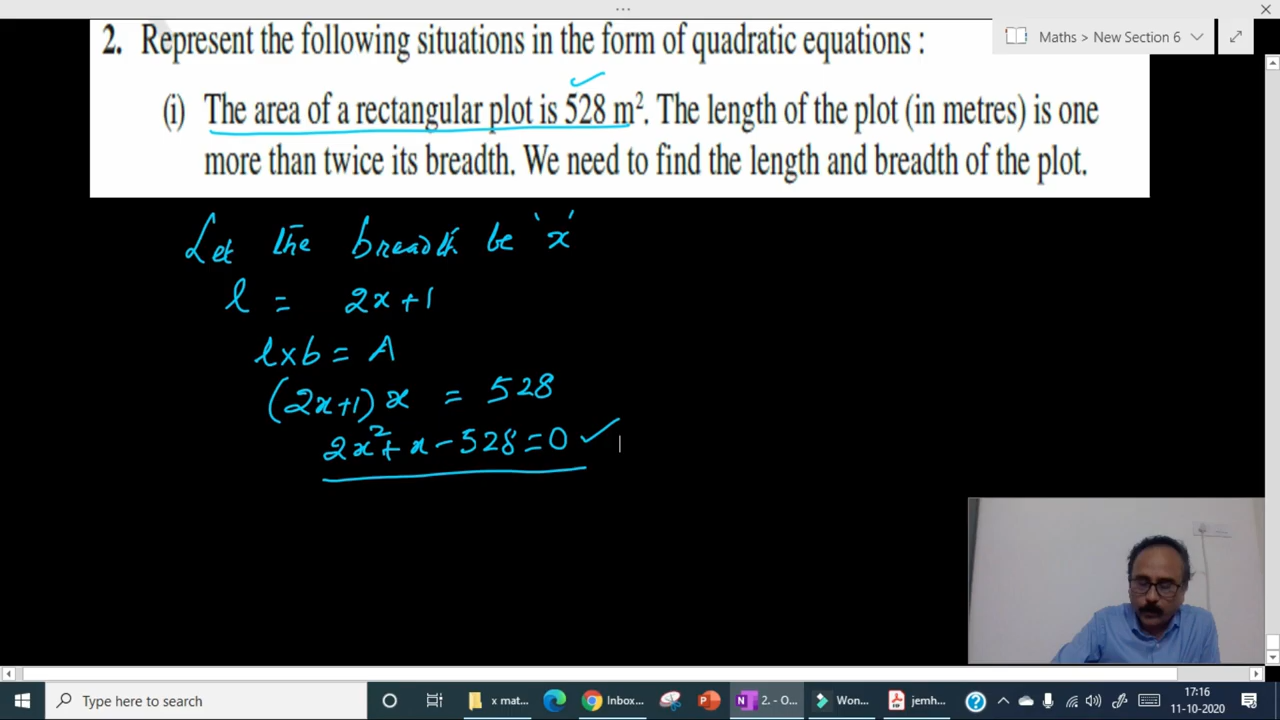 ...
2. Represent the following situations in the form of quadratic equations :
Maths > New Section 6
(i) The area of a rectangular plot is 528 m². The length of the plot (in metres) is one
more than twice its breadth. We need to find the length and breadth of the plot.
Let the breadth be 'x'
l = 2x+1
l×b = A
(2x+1) x = 528
2x²+x-528=0
Type here to search
x mat...
Inbox...
2. - O...
Won...
jemh...
17:16
11-10-2020